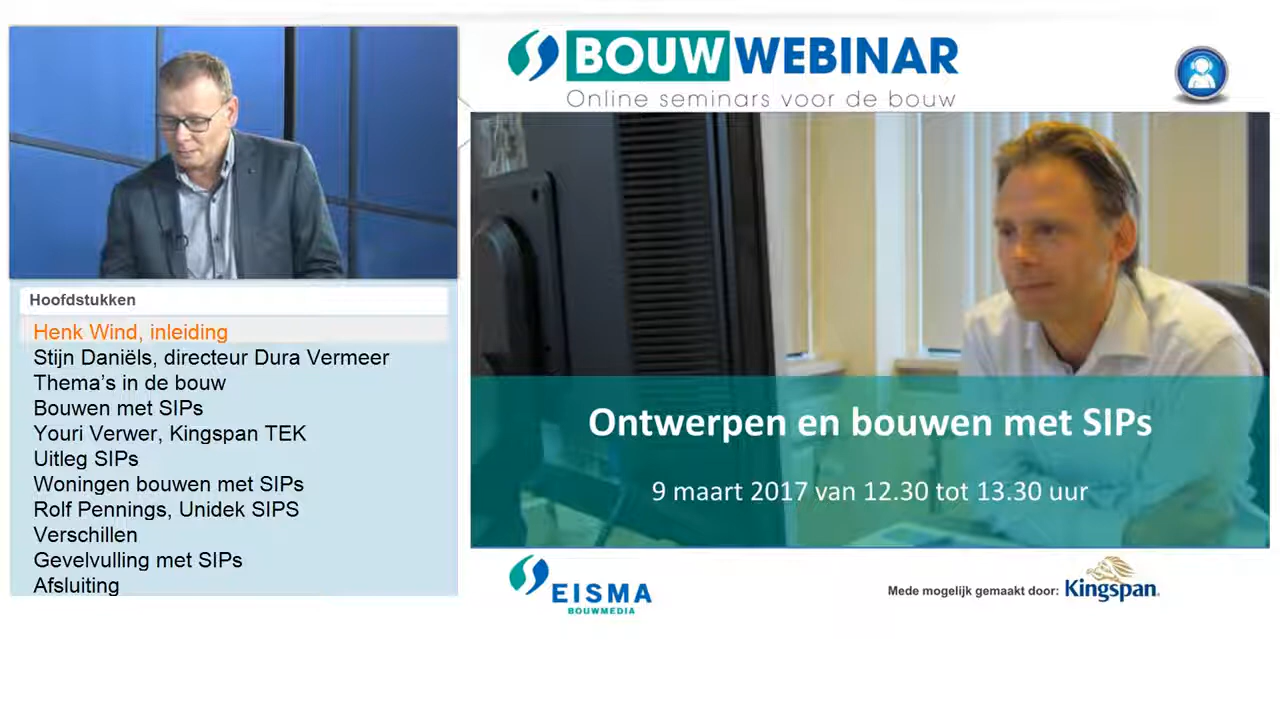 BOUWWEBINAR
Online seminars voor de bouw
Hoofdstukken
Henk Wind, inleiding
Stijn Daniëls, directeur Dura Vermeer
Thema's in de bouw
Bouwen met SIPs
Youri Verwer, Kingspan TEK
Uitleg SIPs
Woningen bouwen met SIPs
Rolf Pennings, Unidek SIPS
Verschillen
Gevelvulling met SIPs
Afsluiting
Ontwerpen en bouwen met SIPs
9 maart 2017 van 12.30 tot 13.30 uur
EISMA
BOUWMEDIA
Mede mogelijk gemaakt door: Kingspan